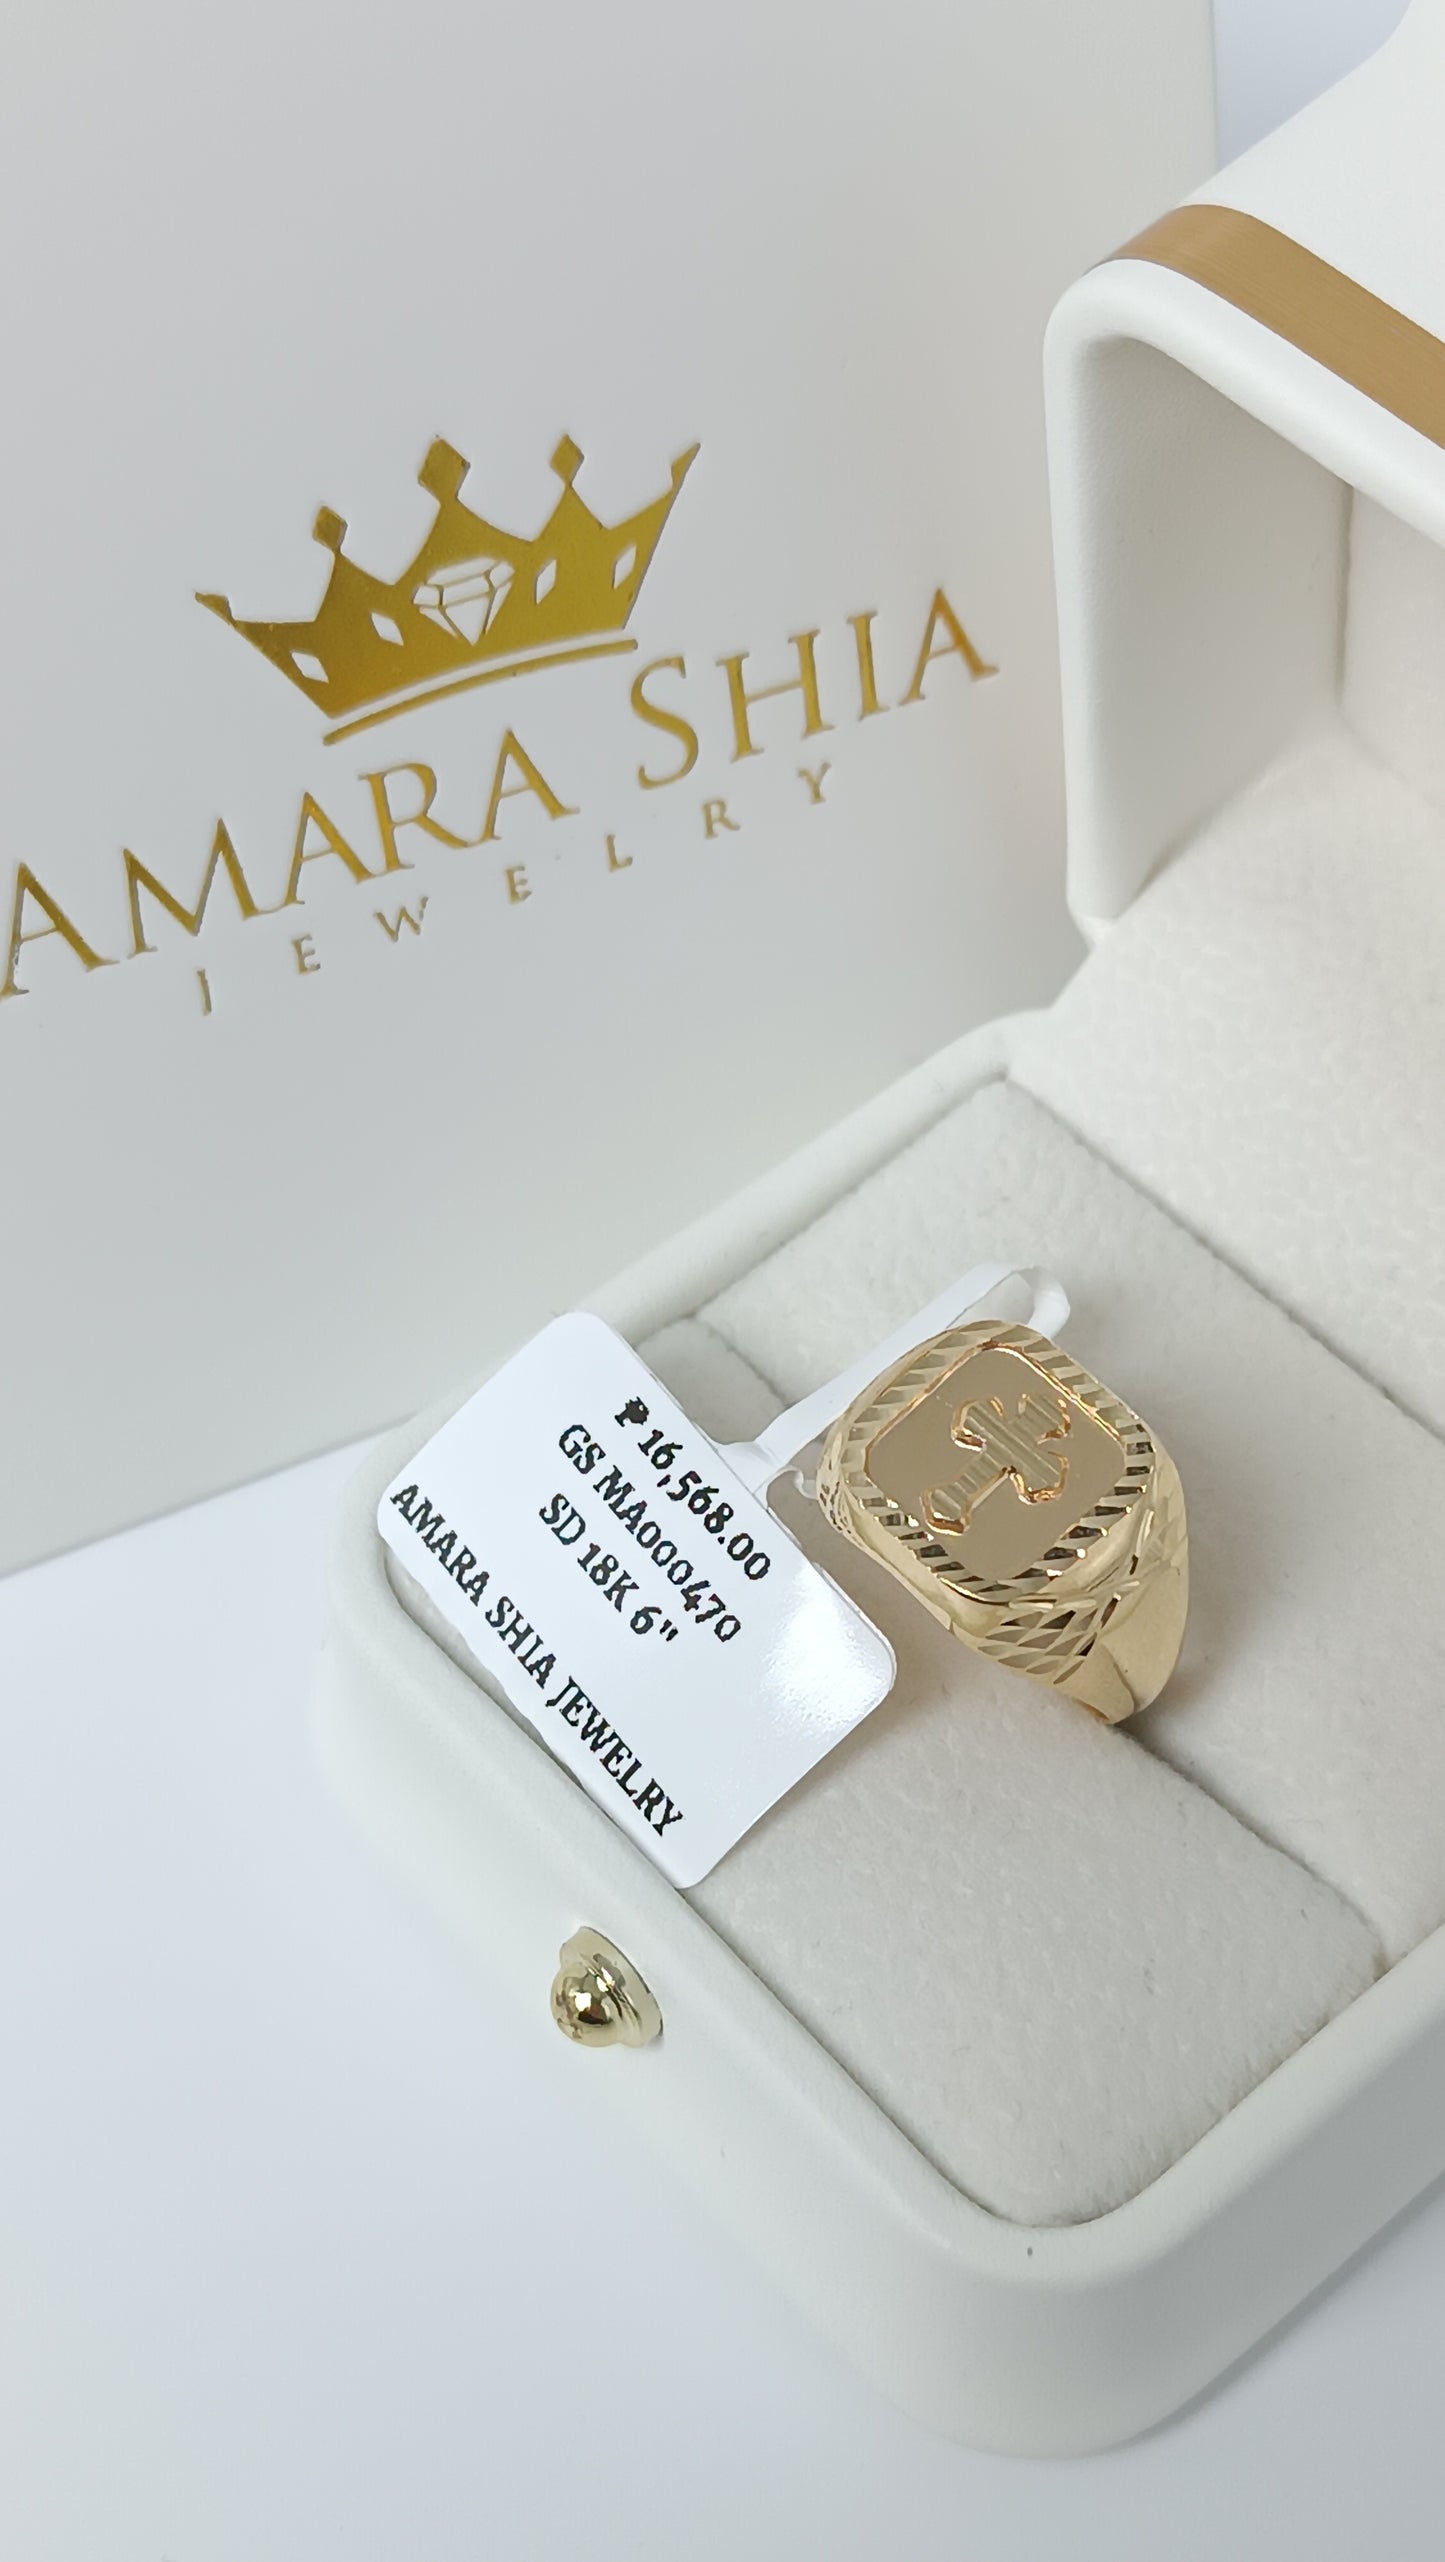 AMARA SHIA
JEWELRY
₱ 16,568.00
GS MA000470
SD 18K 6"
AMARA SHIA JEWELRY